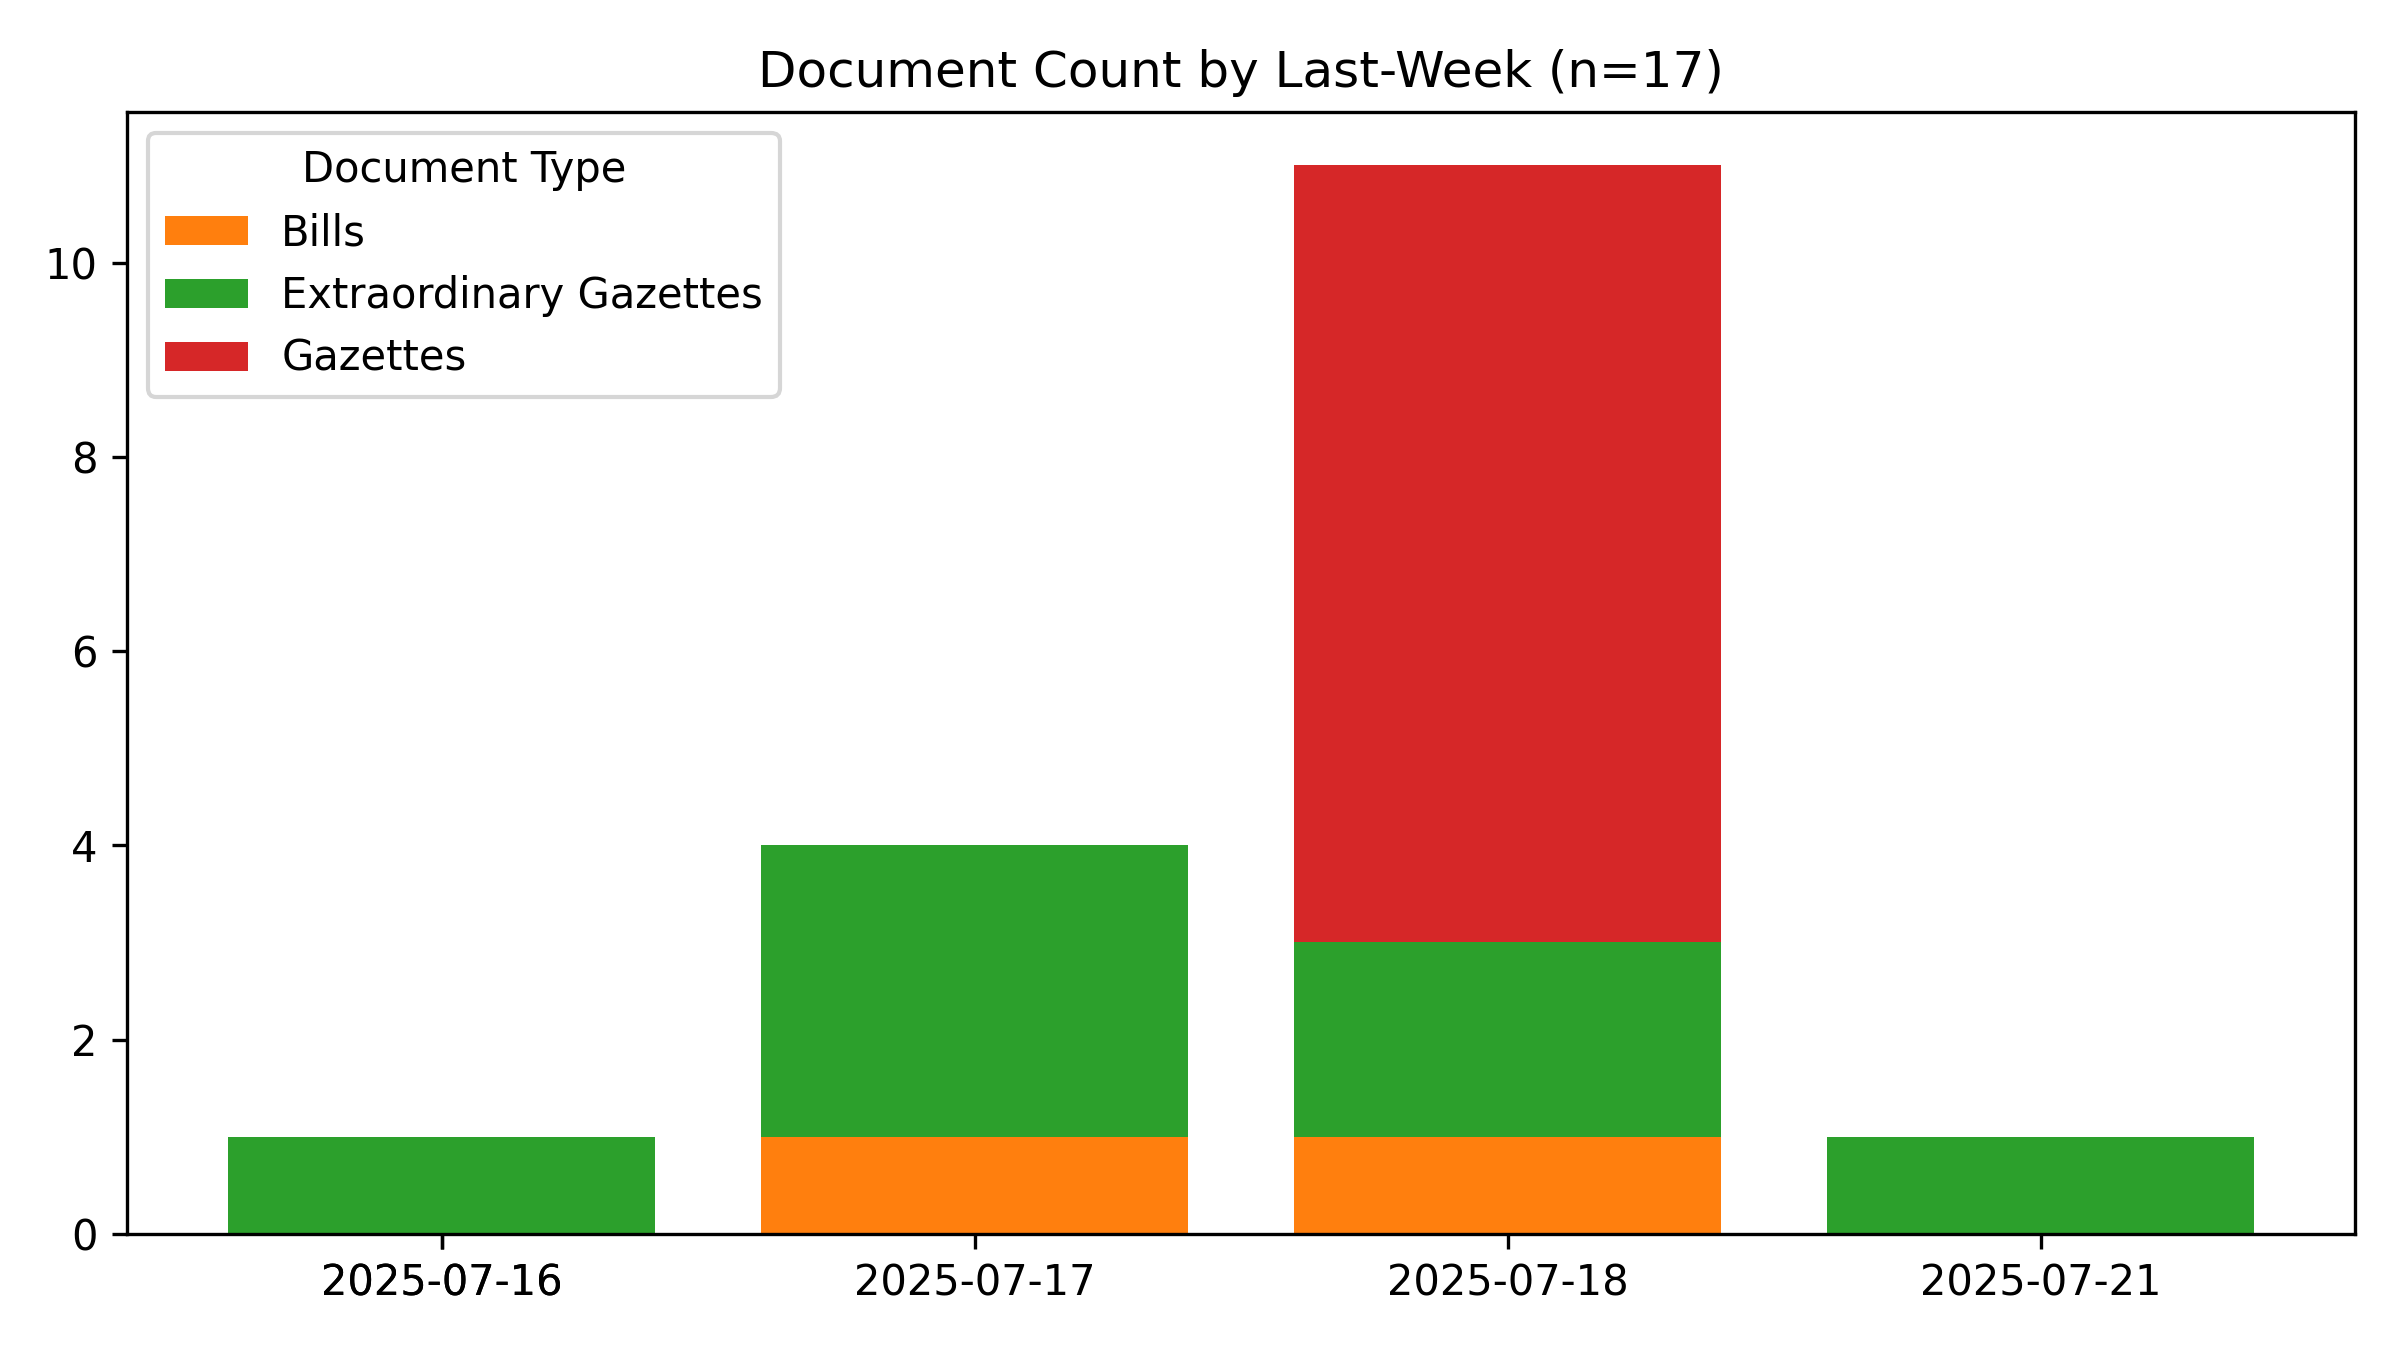 Document Count by Last-Week (n=17)
Document Type
Bills
Extraordinary Gazettes
Gazettes
10
8
6
4
2
0
2025-07-16
2025-07-17
2025-07-18
2025-07-21